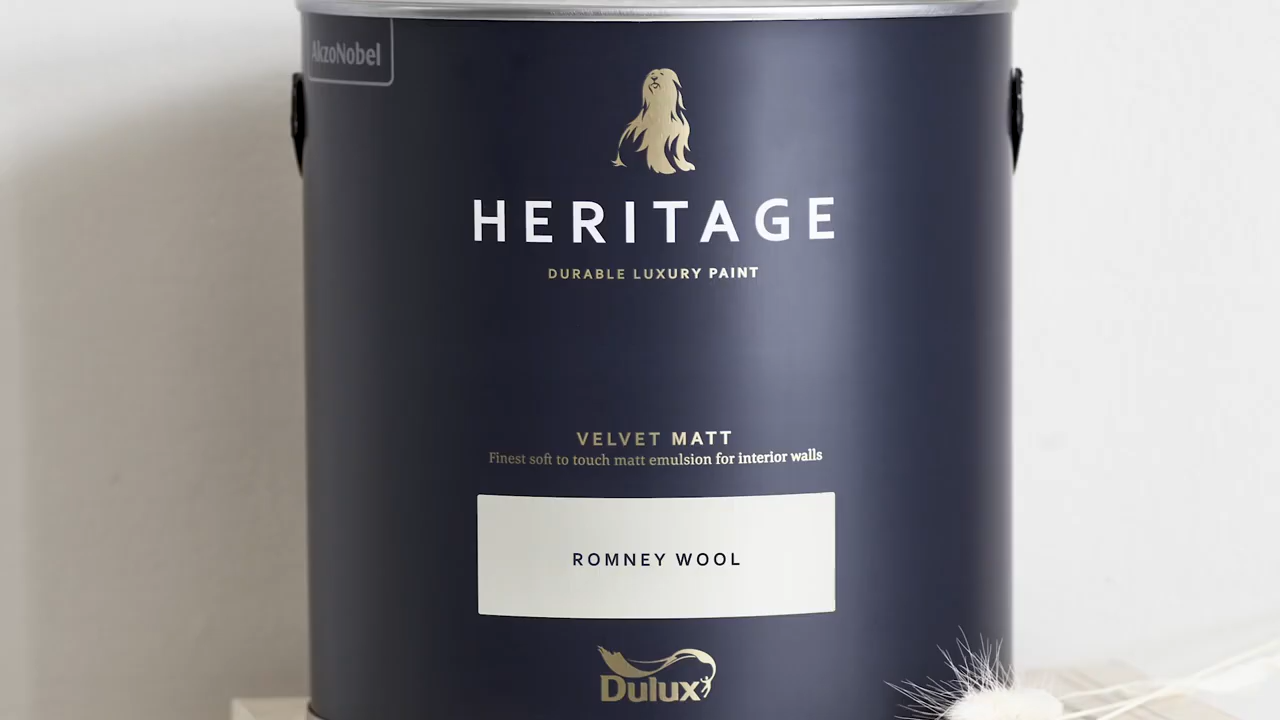 AkzoNobel
HERITAGE
DURABLE LUXURY PAINT
VELVET MATT
Finest soft to touch matt emulsion for interior walls
ROMNEY WOOL
Dulux